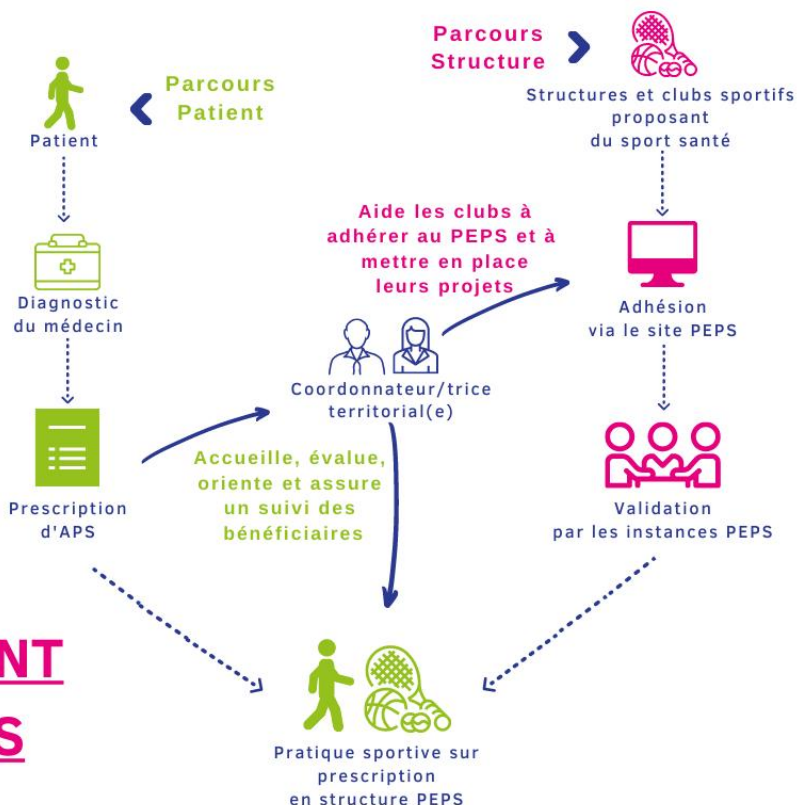 Parcours
Patient
Patient
Diagnostic
du médecin
Prescription
d'APS
Parcours
Structure
Structures et clubs sportifs
proposant
du sport santé
Aide les clubs à
adhérer au PEPS et à
mettre en place
leurs projets
Adhésion
via le site PEPS
Coordonnateur/trice
territorial(e)
Accueille, évalue,
oriente et assure
un suivi des
bénéficiaires
Validation
par les instances PEPS
NT
S
Pratique sportive sur
prescription
en structure PEPS